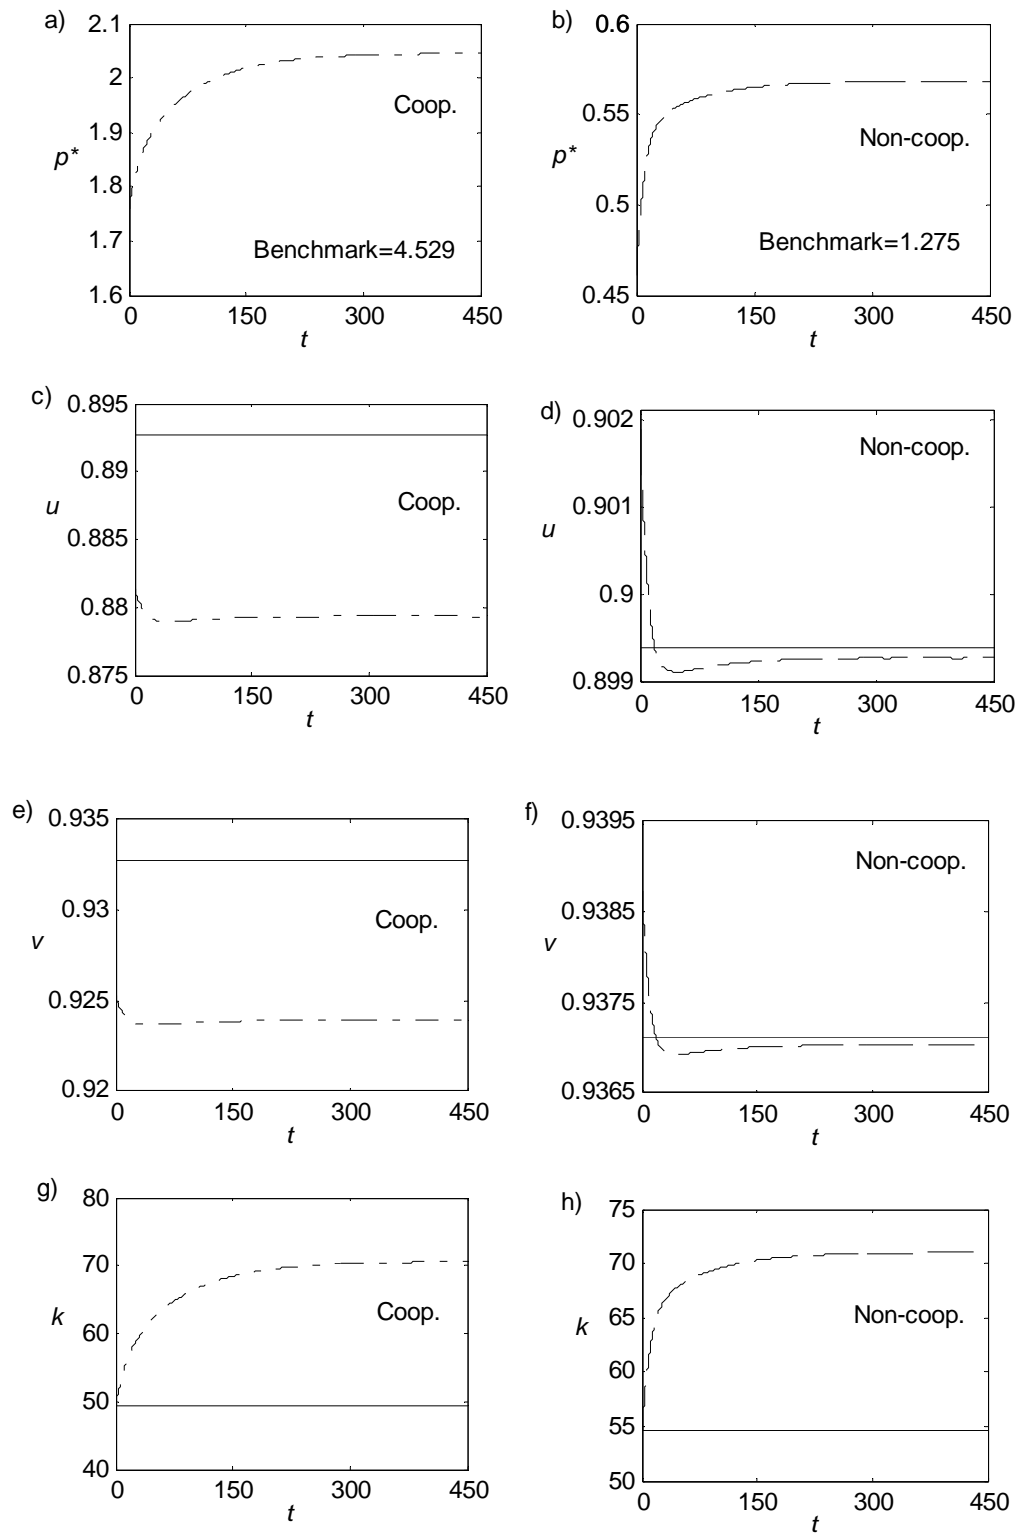 a)
2.1
2
1.9
1.8
1.7
1.6
p*
Coop.
Benchmark=4.529
0 150 300 450
t
b)
0.6
0.55
0.5
0.45
p*
Non-coop.
Benchmark=1.275
0 150 300 450
t
c)
0.895
0.89
0.885
0.88
0.875
u
Coop.
0 150 300 450
t
d)
0.902
0.901
0.9
0.899
u
Non-coop.
0 150 300 450
t
e)
0.935
0.93
0.925
0.92
v
Coop.
0 150 300 450
t
f)
0.9395
0.9385
0.9375
0.9365
v
Non-coop.
0 150 300 450
t
g)
80
70
60
50
40
k
Coop.
0 150 300 450
t
h)
75
70
65
60
55
50
k
Non-coop.
0 150 300 450
t